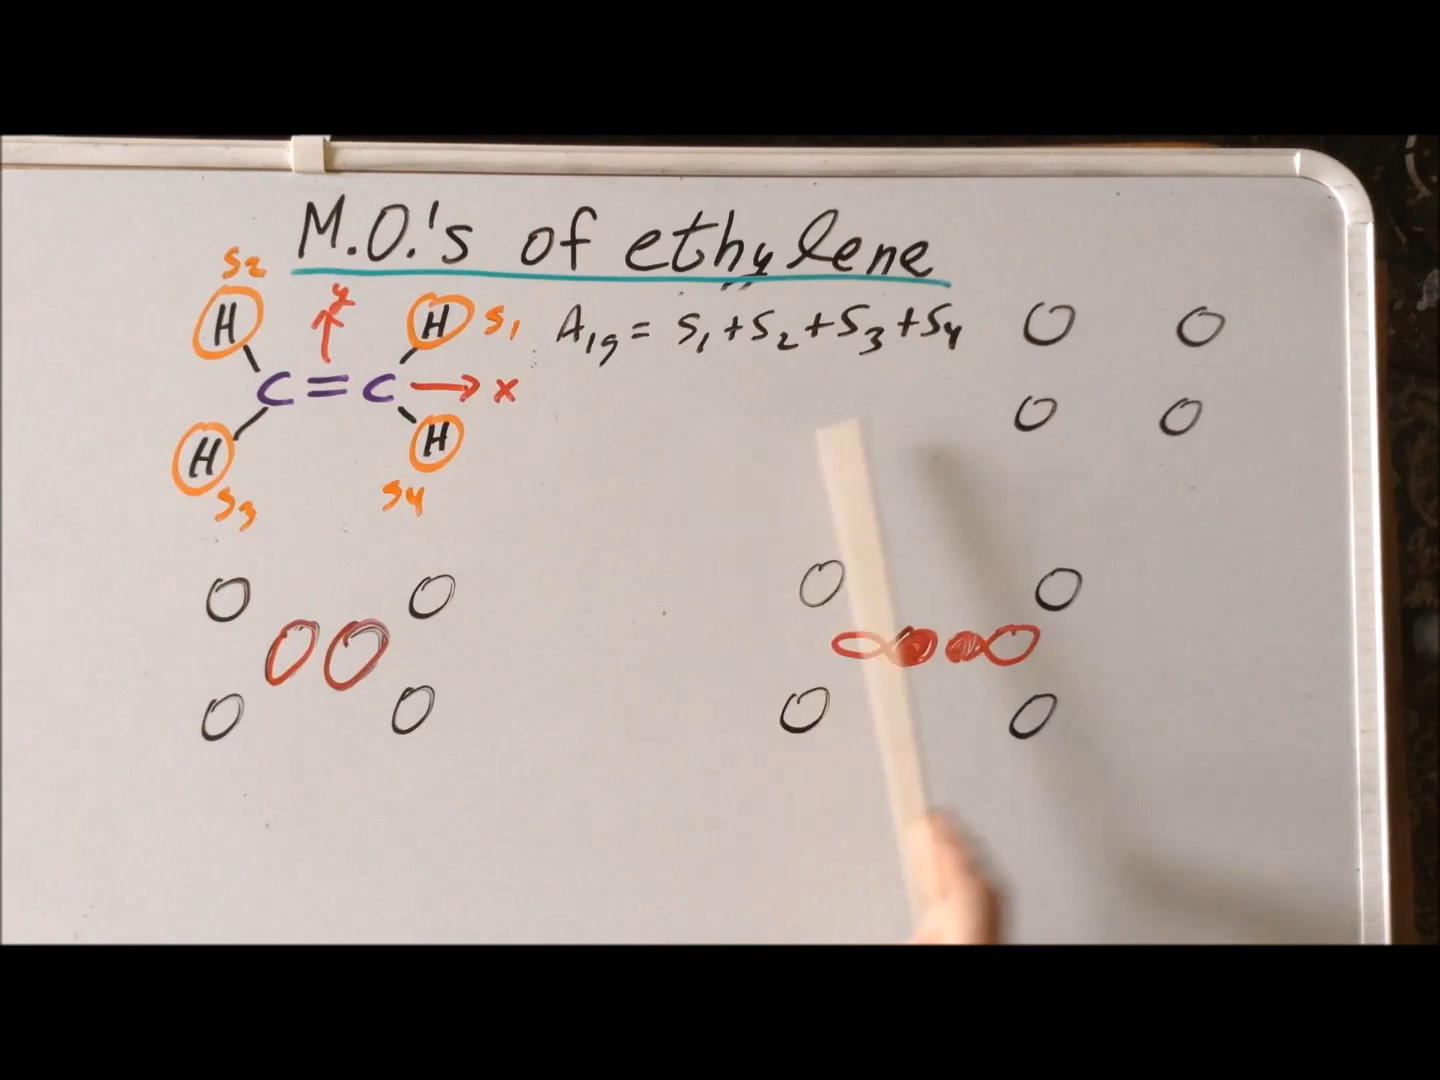 M.O.'s of ethylene
A1g = S1 + S2 + S3 + S4
S2
y
H
H
S1
C = C
x
H
H
S3
S4